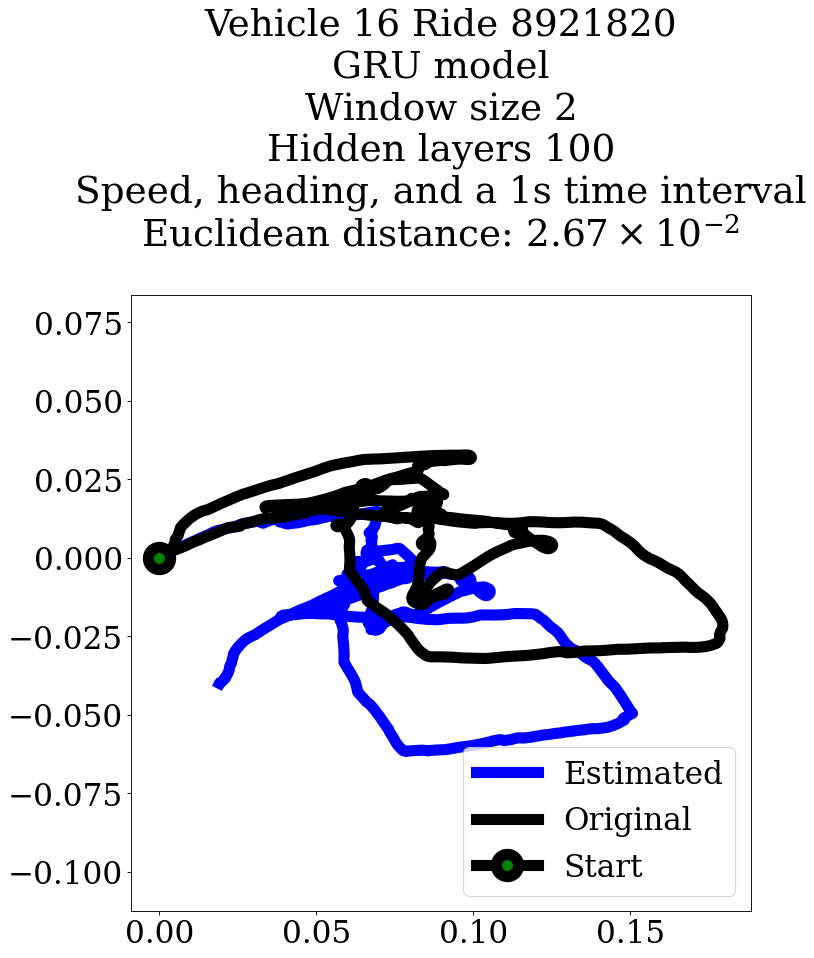 Vehicle 16 Ride 8921820
GRU model
Window size 2
Hidden layers 100
Speed, heading, and a 1s time interval
Euclidean distance: 2.67 × 10⁻²
0.075
0.050
0.025
0.000
−0.025
−0.050
−0.075
−0.100
0.00 0.05 0.10 0.15
Estimated
Original
Start